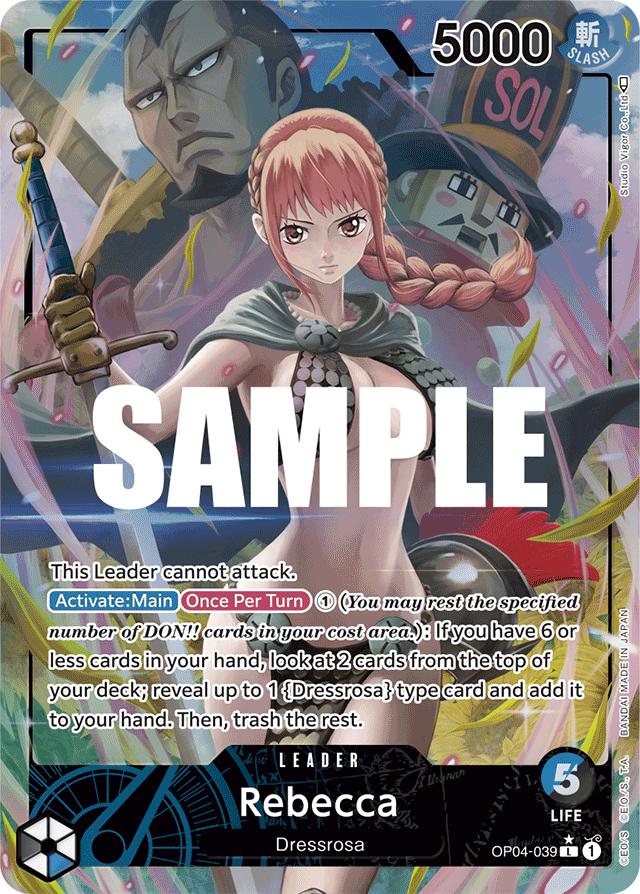 5000
斬
SLASH
SOL
Studio Vigor Co.,Ltd
SAMPLE
This Leader cannot attack.
Activate:Main Once Per Turn ① (You may rest the specified
number of DON!! cards in your cost area.): If you have 6 or
less cards in your hand, look at 2 cards from the top of
your deck; reveal up to 1 {Dressrosa} type card and add it
to your hand. Then, trash the rest.
LEADER
Rebecca
Dressrosa
5
LIFE
OP04-039 L 1
©E.O/S ©E.O./S., T.A. BANDAI MADE IN JAPAN